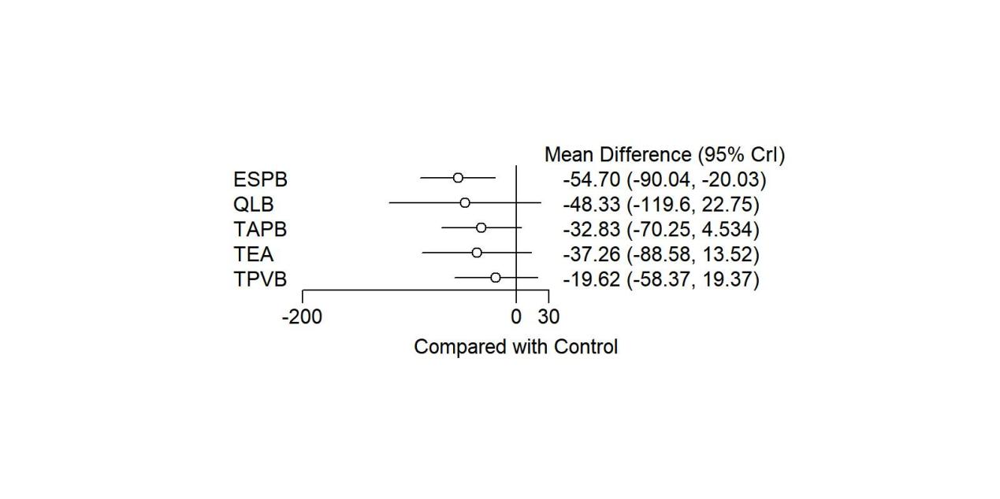 Mean Difference (95% CrI)
ESPB -54.70 (-90.04, -20.03)
QLB -48.33 (-119.6, 22.75)
TAPB -32.83 (-70.25, 4.534)
TEA -37.26 (-88.58, 13.52)
TPVB -19.62 (-58.37, 19.37)
-200 0 30
Compared with Control